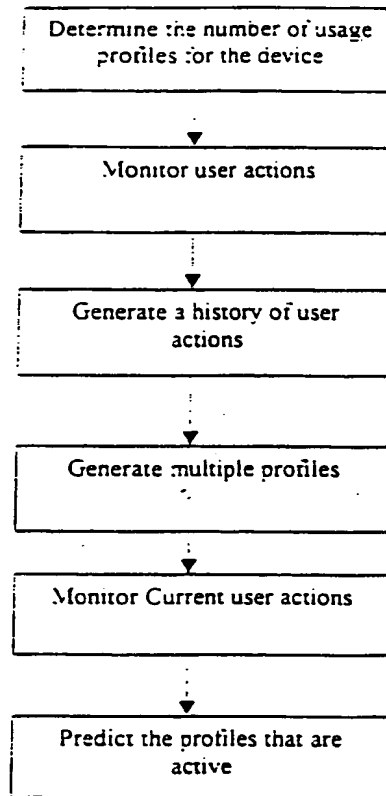 Determine the number of usage
profiles for the device
Monitor user actions
Generate a history of user
actions
Generate multiple profiles
Monitor Current user actions
Predict the profiles that are
active